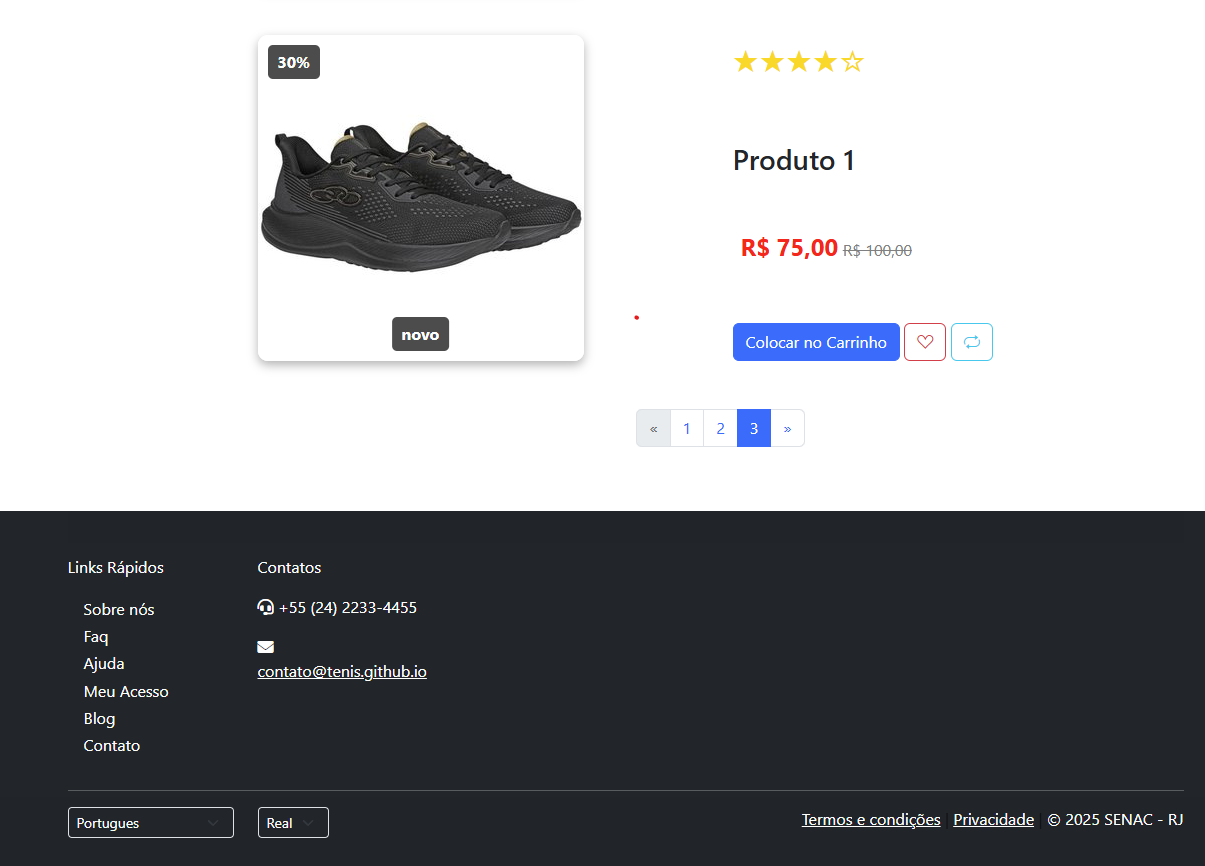 30%
★★★★☆
Produto 1
R$ 75,00 R$ 100,00
novo
Colocar no Carrinho
« 1 2 3 »
Links Rápidos
Sobre nós
Faq
Ajuda
Meu Acesso
Blog
Contato
Contatos
+55 (24) 2233-4455
contato@tenis.github.io
Portugues
Real
Termos e condições | Privacidade | © 2025 SENAC - RJ